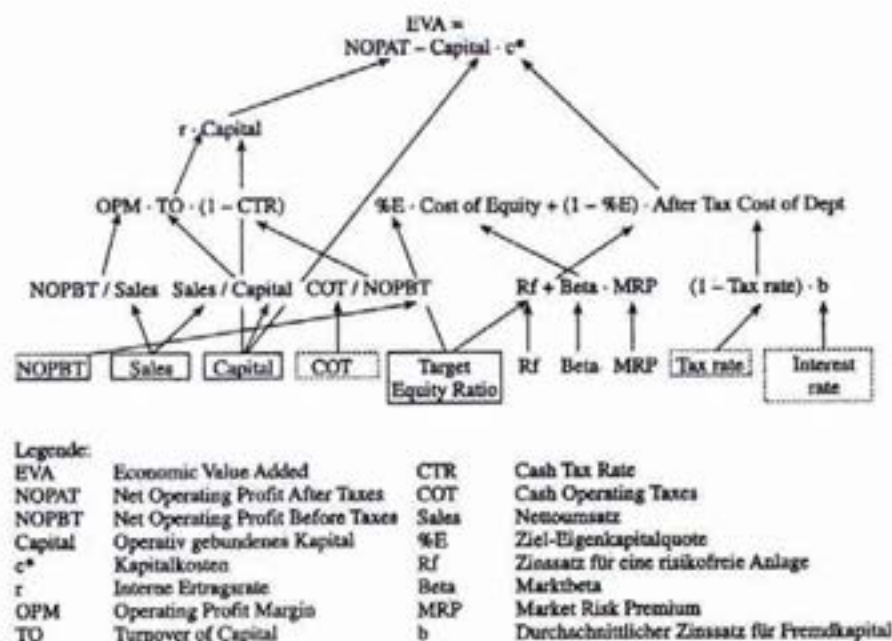 EVA =
NOPAT – Capital · c*
r · Capital
OPM · TO · (1 – CTR) %E · Cost of Equity + (1 – %E) · After Tax Cost of Dept
NOPBT / Sales Sales / Capital COT / NOPBT Rf + Beta · MRP (1 – Tax rate) · b
NOPBT Sales Capital COT Target Rf Beta MRP Tax rate Interest
Equity Ratio rate
Legende:
EVA Economic Value Added CTR Cash Tax Rate
NOPAT Net Operating Profit After Taxes COT Cash Operating Taxes
NOPBT Net Operating Profit Before Taxes Sales Nettoumsatz
Capital Operativ gebundenes Kapital %E Ziel-Eigenkapitalquote
c* Kapitalkosten Rf Zinssatz für eine risikofreie Anlage
r Interne Ertragsrate Beta Marktbeta
OPM Operating Profit Margin MRP Market Risk Premium
TO Turnover of Capital b Durchschnittlicher Zinssatz für Fremdkapital